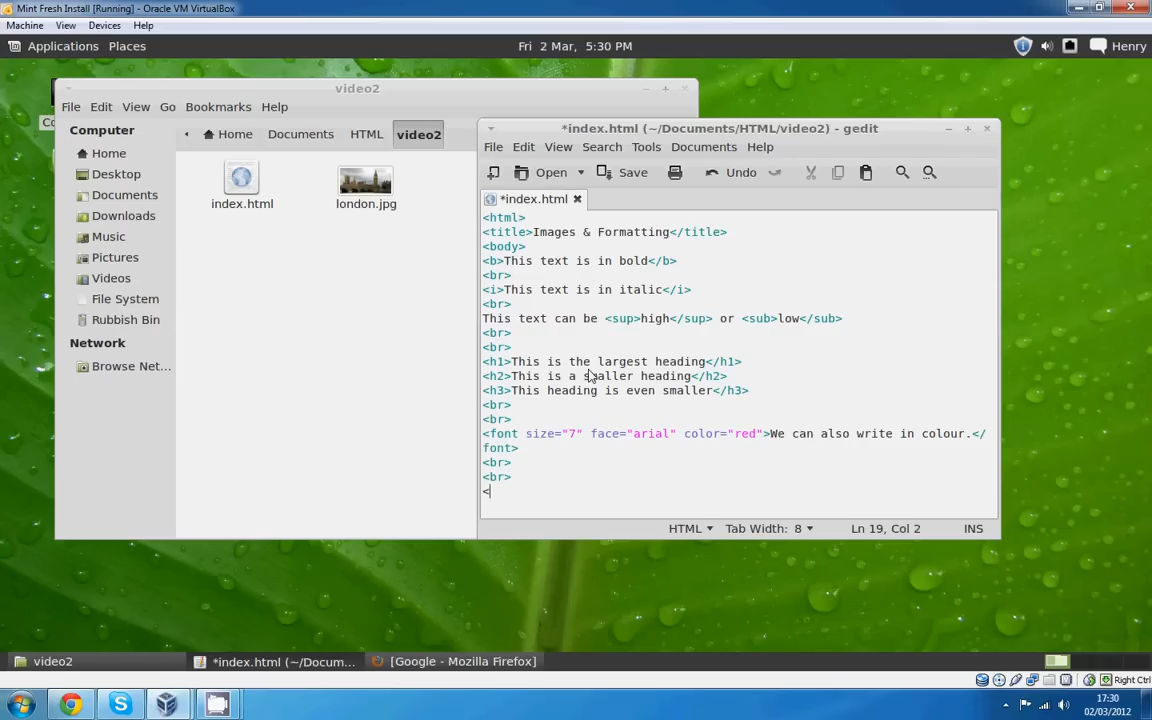 Mint Fresh Install [Running] - Oracle VM VirtualBox
Machine View Devices Help
Applications Places
Fri 2 Mar, 5:30 PM
Henry
video2
File Edit View Go Bookmarks Help
Computer
Home
Desktop
Documents
Downloads
Music
Pictures
Videos
File System
Rubbish Bin
Network
Browse Net...
Home Documents HTML video2
index.html
london.jpg
*index.html (~/Documents/HTML/video2) - gedit
File Edit View Search Tools Documents Help
Open Save Undo
*index.html
<html>
<title>Images & Formatting</title>
<body>
<b>This text is in bold</b>
<br>
<i>This text is in italic</i>
<br>
This text can be <sup>high</sup> or <sub>low</sub>
<br>
<br>
<h1>This is the largest heading</h1>
<h2>This is a smaller heading</h2>
<h3>This heading is even smaller</h3>
<br>
<br>
<font size="7" face="arial" color="red">We can also write in colour.</
font>
<br>
<br>
<
HTML Tab Width: 8 Ln 19, Col 2 INS
video2
*index.html (~/Docum...
[Google - Mozilla Firefox]
Right Ctrl
17:30
02/03/2012